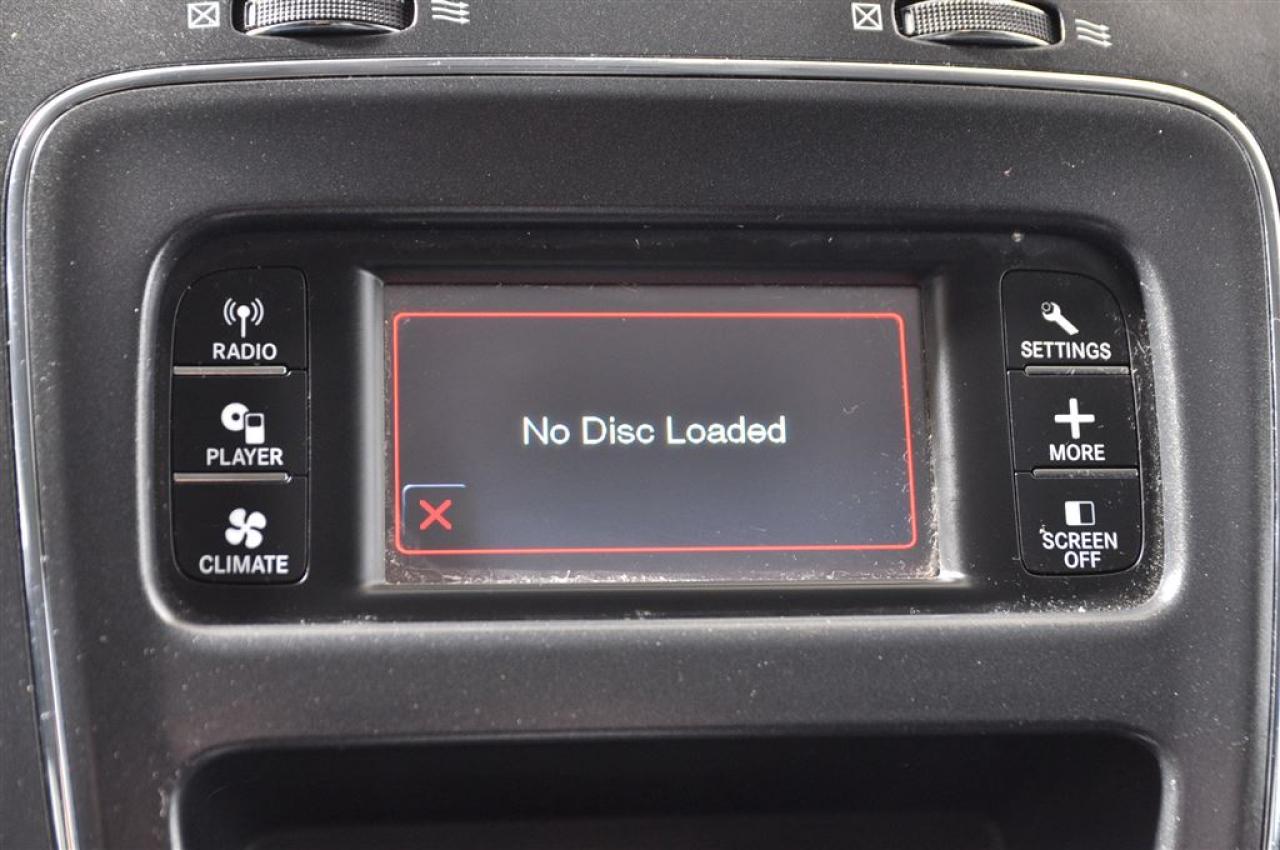 RADIO
PLAYER
CLIMATE
No Disc Loaded
SETTINGS
MORE
SCREEN
OFF